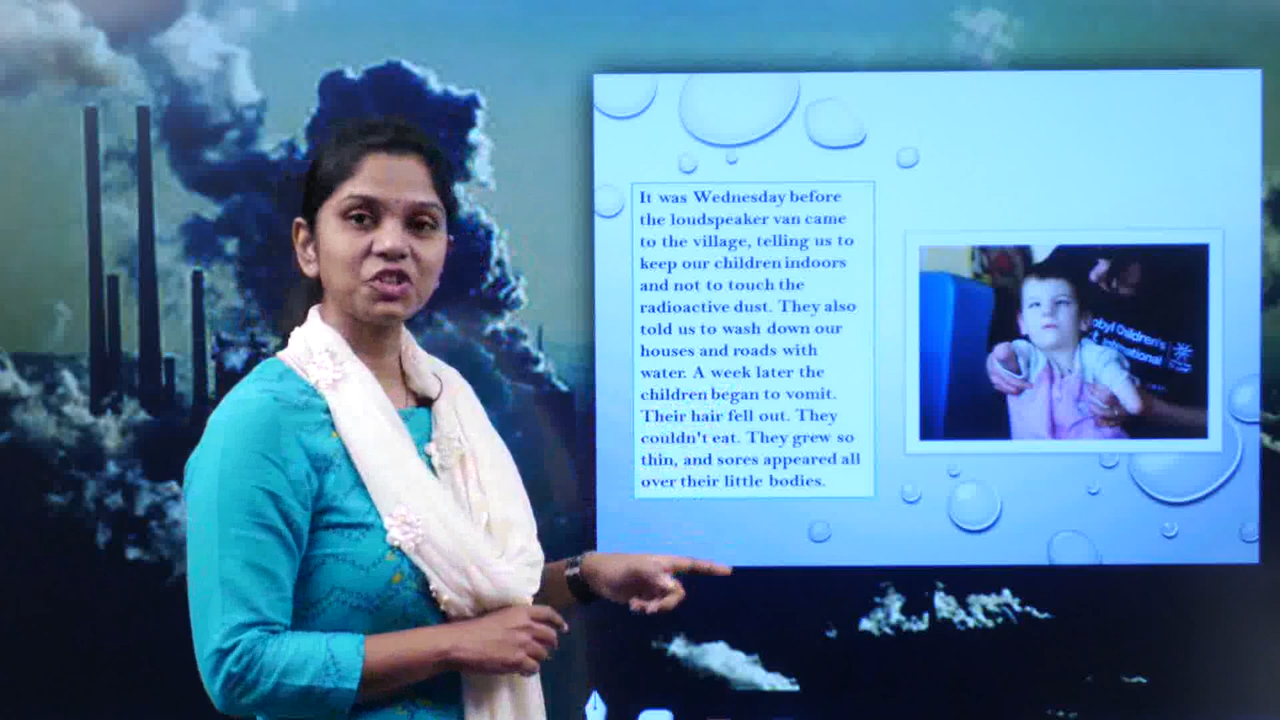 It was Wednesday before
the loudspeaker van came
to the village, telling us to
keep our children indoors
and not to touch the
radioactive dust. They also
told us to wash down our
houses and roads with
water. A week later the
children began to vomit.
Their hair fell out. They
couldn't eat. They grew so
thin, and sores appeared all
over their little bodies.
obyl Children's
International